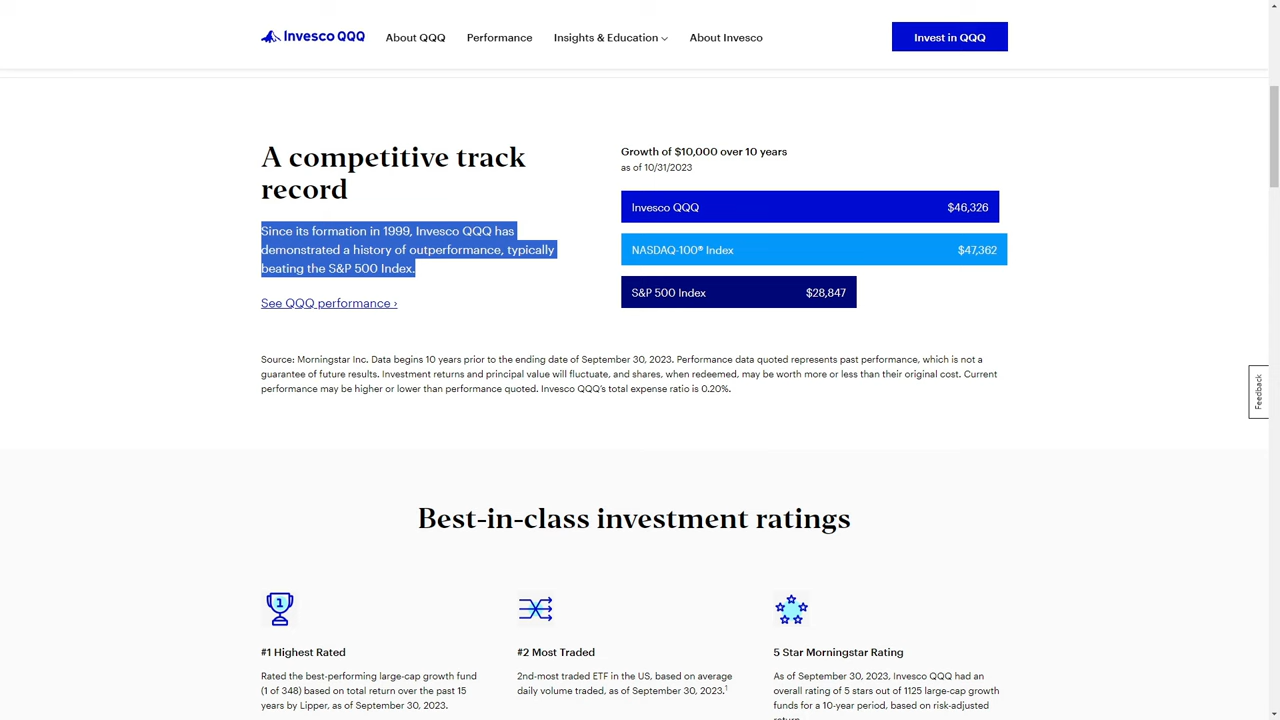 Invesco QQQ
About QQQ
Performance
Insights & Education
About Invesco
Invest in QQQ
A competitive track
record
Since its formation in 1999, Invesco QQQ has
demonstrated a history of outperformance, typically
beating the S&P 500 Index.
See QQQ performance ›
Growth of $10,000 over 10 years
as of 10/31/2023
Invesco QQQ $46,326
NASDAQ-100® Index $47,362
S&P 500 Index $28,847
Source: Morningstar Inc. Data begins 10 years prior to the ending date of September 30, 2023. Performance data quoted represents past performance, which is not a
guarantee of future results. Investment returns and principal value will fluctuate, and shares, when redeemed, may be worth more or less than their original cost. Current
performance may be higher or lower than performance quoted. Invesco QQQ's total expense ratio is 0.20%.
Feedback
Best-in-class investment ratings
1
#1 Highest Rated
Rated the best-performing large-cap growth fund
(1 of 348) based on total return over the past 15
years by Lipper, as of September 30, 2023.
#2 Most Traded
2nd-most traded ETF in the US, based on average
daily volume traded, as of September 30, 2023.¹
5 Star Morningstar Rating
As of September 30, 2023, Invesco QQQ had an
overall rating of 5 stars out of 1125 large-cap growth
funds for a 10-year period, based on risk-adjusted
return.